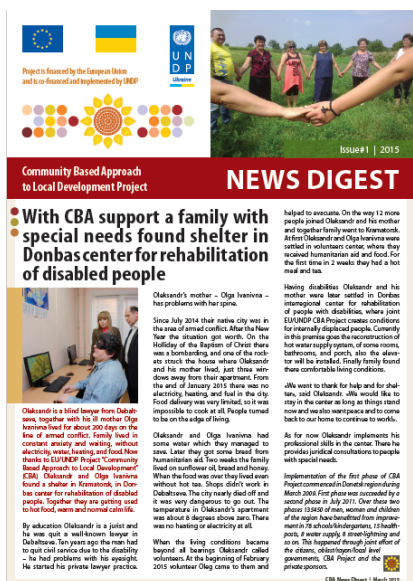 U N
D P
Ukraine
Project is financed by the European Union
and is co-financed and Implemented by UNDP
Issue#1 | 2015
Community Based Approach
to Local Development Project
NEWS DIGEST
With CBA support a family with
special needs found shelter in
Donbas center for rehabilitation
of disabled people
Oleksandr is a blind lawyer from Debalt-
seve, together with his ill mother Olga
Ivanivna lived for about 200 days on the
line of armed conflict. Family lived in
constant anxiety and waiting, without
electricity, water, heating, and food. Now
thanks to EU/UNDP Project "Community
Based Approach to Local Development"
(CBA) Oleksandr and Olga Ivanivna
found a shelter in Kramatorsk, in Don-
bas center for rehabilitation of disabled
people. Together they are getting used
to hot food, warm and normal calm life.
By education Oleksandr is a jurist and
he was quit a well-known lawyer in
Debaltseve. Ten years ago the man had
to quit civil service due to the disability
– he had problems with his eyesight.
He started his private lawyer practice.
Oleksandr's mother – Olga Ivanivna –
has problems with her spine.
Since July 2014 their native city was in
the area of armed conflict. After the New
Year the situation got worth. On the
Holliday of the Baptism of Christ there
was a bombarding, and one of the rock-
ets struck the house where Oleksandr
and his mother lived, just three win-
dows away from their apartment. From
the end of January 2015 there was no
electricity, heating, and fuel in the city.
Food delivery was very limited, so it was
impossible to cook at all. People turned
to be on the edge of living.
Oleksandr and Olga Ivanivna had
some water which they managed to
save. Later they got some bread from
humanitarian aid. Two weeks the family
lived on sunflower oil, bread and honey.
When the food was over they lived even
without hot tea. Shops didn't work in
Debaltseve. The city nearly died off and
it was very dangerous to go out. The
temperature in Oleksandr's apartment
was about 6 degrees above zero. There
was no heating or electricity at all.
When the living conditions became
beyond all bearings Oleksandr called
volunteers. At the beginning of February
2015 volunteer Oleg came to them and
helped to evacuate. On the way 12 more
people joined Oleksandr and his mother
and together family went to Kramatorsk.
At first Oleksandr and Olga Ivanivna were
settled in volunteer center, where they
received humanitarian aid and food. For
the first time in 2 weeks they had a hot
meal and tea.
Having disabilities Oleksandr and his
mother were later settled in Donbas
interregional center for rehabilitation
of people with disabilities, where joint
EU/UNDP CBA Project creates conditions
for internally displaced people. Currently
in this premise goes the reconstruction of
hot water supply system, of some rooms,
bathrooms, and porch, also the eleva-
tor will be installed. Finally family found
there comfortable living conditions.
«We want to thank for help and for shel-
ter», said Oleksandr. «We would like to
stay in the center as long as things stand
now and we also want peace and to come
back to our home to continue to work».
As for now Oleksandr implements his
professional skills in the center. There he
provides juridical consultations to people
with special needs.
Implementation of the first phase of CBA
Project commenced in Donetsk region during
March 2009. First phase was succeeded by a
second phase in July 2011. Over these two
phases 133450 of men, women and children
of the region have benefitted from improve-
ment in 78 schools/kindergartens, 15 health-
posts, 8 water supply, 8 street-lightning and
so on. This happened through joint effort of
the citizens, oblast/rayon/local level
governments, CBA Project and the
private sponsors.
CBA News Digest | March 2015